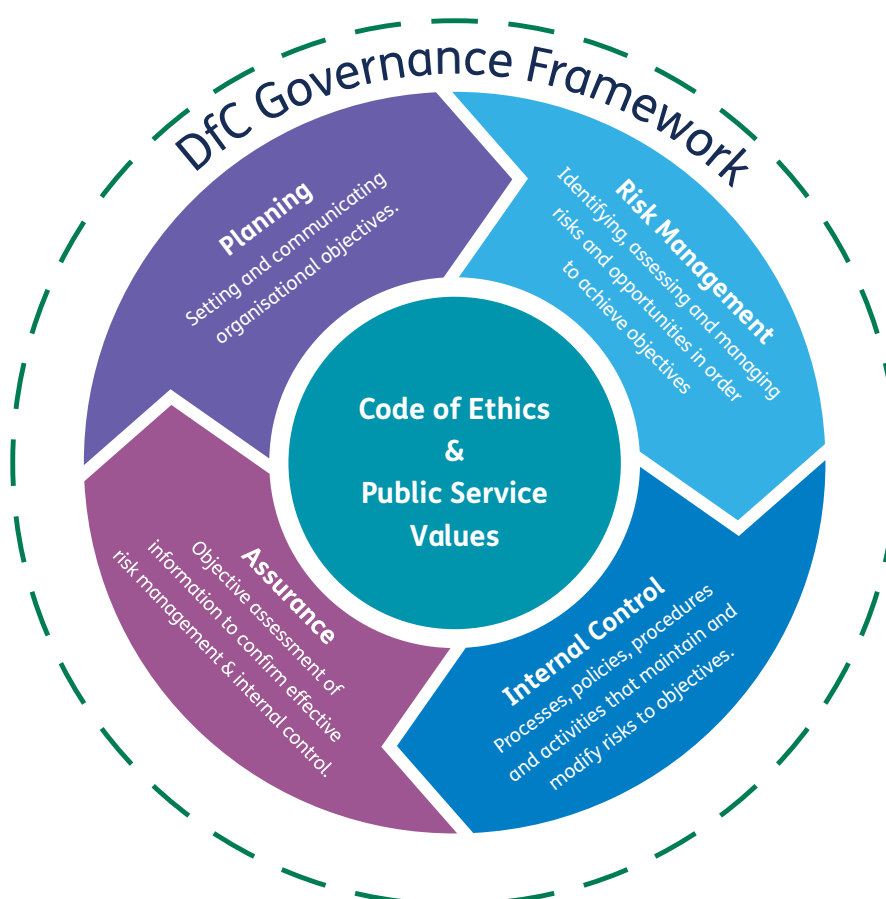 DfC Governance Framework
Planning
Setting and communicating
organisational objectives.
Risk Management
Identifying, assessing and managing
risks and opportunities in order
to achieve objectives
Internal Control
Processes, policies, procedures
and activities that maintain and
modify risks to objectives.
Assurance
Objective assessment of
information to confirm effective
risk management & internal control.
Code of Ethics
&
Public Service
Values